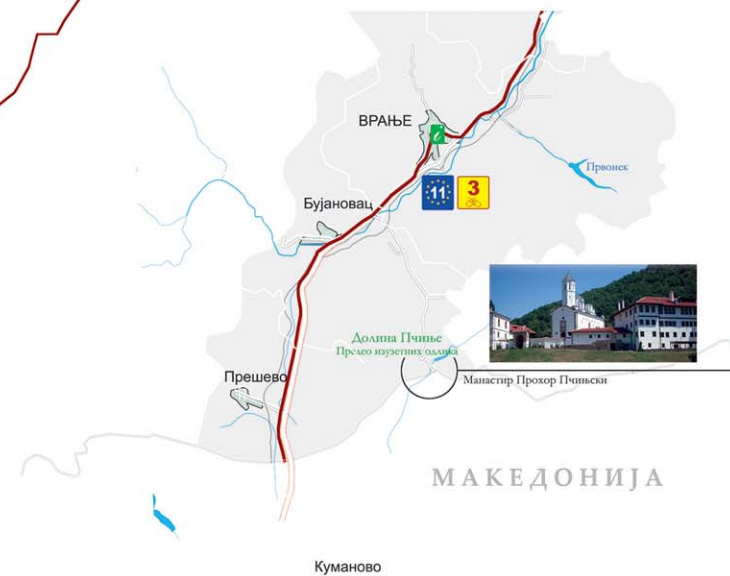 ВРАЊЕ
Првонек
11
3
Бујановац
Долина Пчиње
Предео изузетних одлика
Прешево
Манастир Прохор Пчињски
МАКЕДОНИЈА
Куманово